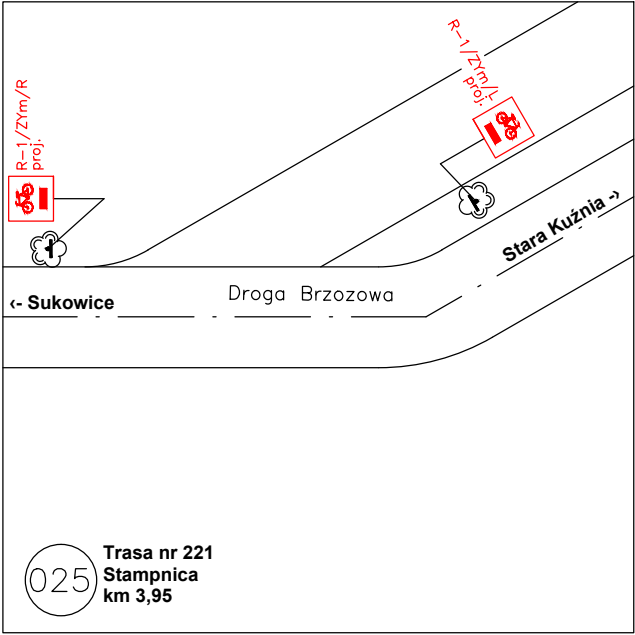 R-1/ZYm/R
proj.
R-1/ZYm/L
proj.
Stara Kuźnia ->
<- Sukowice
Droga Brzozowa
025
Trasa nr 221
Stampnica
km 3,95